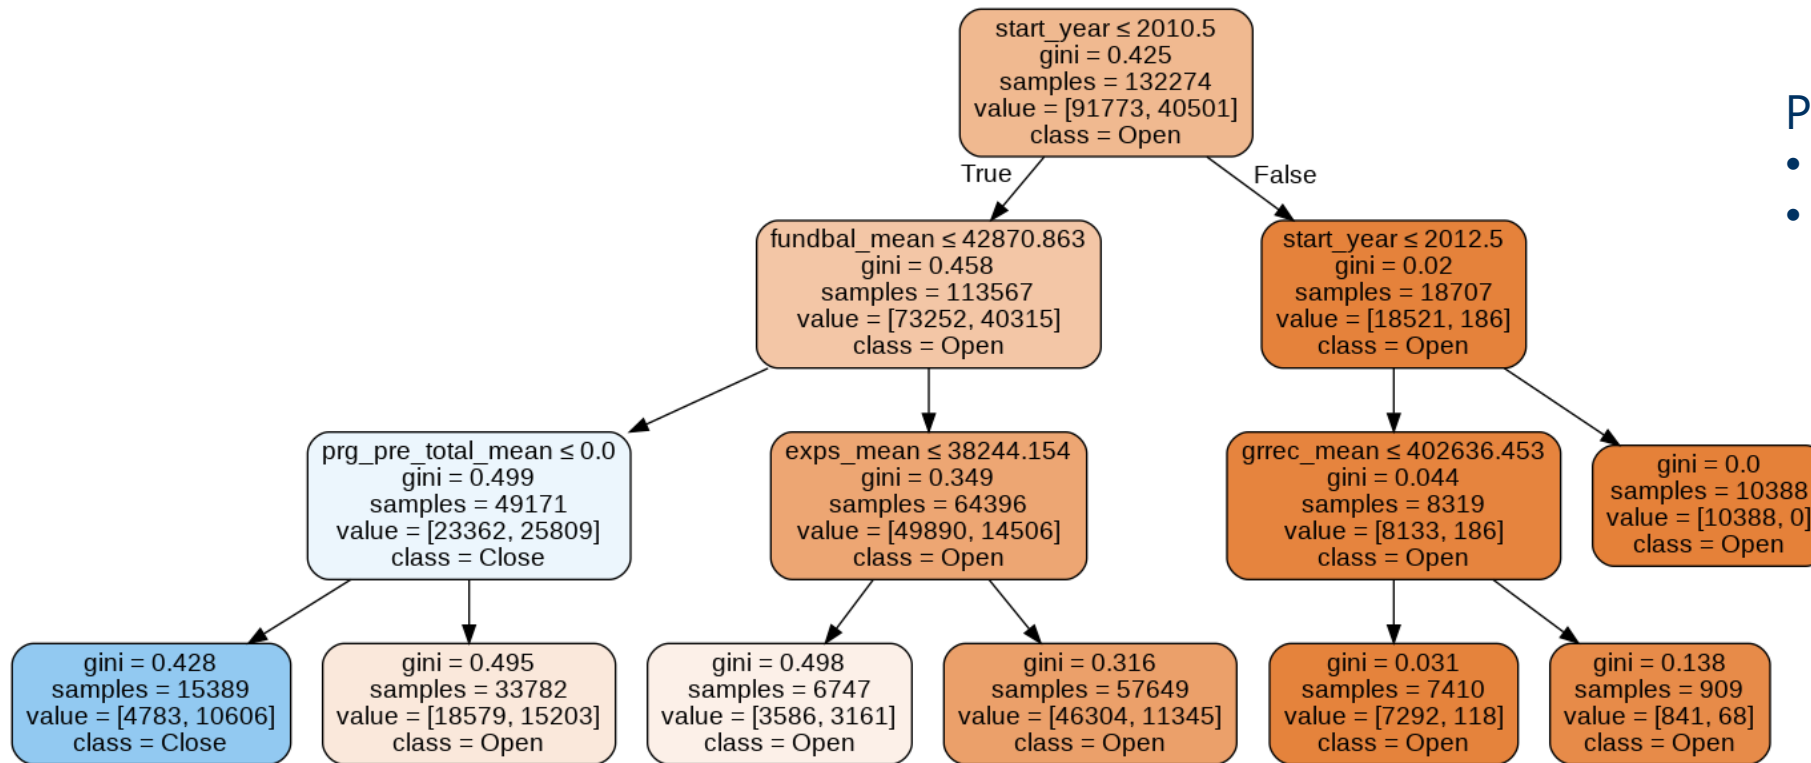 start_year ≤ 2010.5
gini = 0.425
samples = 132274
value = [91773, 40501]
class = Open
True
False
fundbal_mean ≤ 42870.863
gini = 0.458
samples = 113567
value = [73252, 40315]
class = Open
start_year ≤ 2012.5
gini = 0.02
samples = 18707
value = [18521, 186]
class = Open
prg_pre_total_mean ≤ 0.0
gini = 0.499
samples = 49171
value = [23362, 25809]
class = Close
exps_mean ≤ 38244.154
gini = 0.349
samples = 64396
value = [49890, 14506]
class = Open
grrec_mean ≤ 402636.453
gini = 0.044
samples = 8319
value = [8133, 186]
class = Open
gini = 0.0
samples = 10388
value = [10388, 0]
class = Open
gini = 0.428
samples = 15389
value = [4783, 10606]
class = Close
gini = 0.495
samples = 33782
value = [18579, 15203]
class = Open
gini = 0.498
samples = 6747
value = [3586, 3161]
class = Open
gini = 0.316
samples = 57649
value = [46304, 11345]
class = Open
gini = 0.031
samples = 7410
value = [7292, 118]
class = Open
gini = 0.138
samples = 909
value = [841, 68]
class = Open
P
•
•